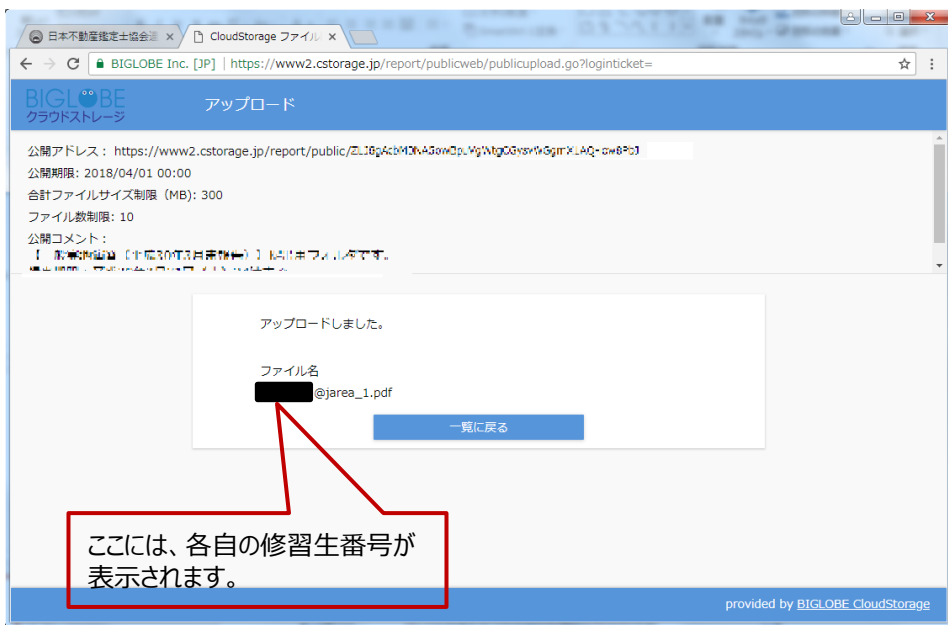 日本不動産鑑定士協会連
CloudStorage ファイル
BIGLOBE Inc. [JP] | https://www2.cstorage.jp/report/publicweb/publicupload.go?loginticket=
BIGLOBE
クラウドストレージ
アップロード
公開アドレス: https://www2.cstorage.jp/report/public/
公開期限: 2018/04/01 00:00
合計ファイルサイズ制限 (MB): 300
ファイル数制限: 10
公開コメント:
アップロードしました。
ファイル名
@jarea_1.pdf
一覧に戻る
ここには、各自の修習生番号が
表示されます。
provided by BIGLOBE CloudStorage